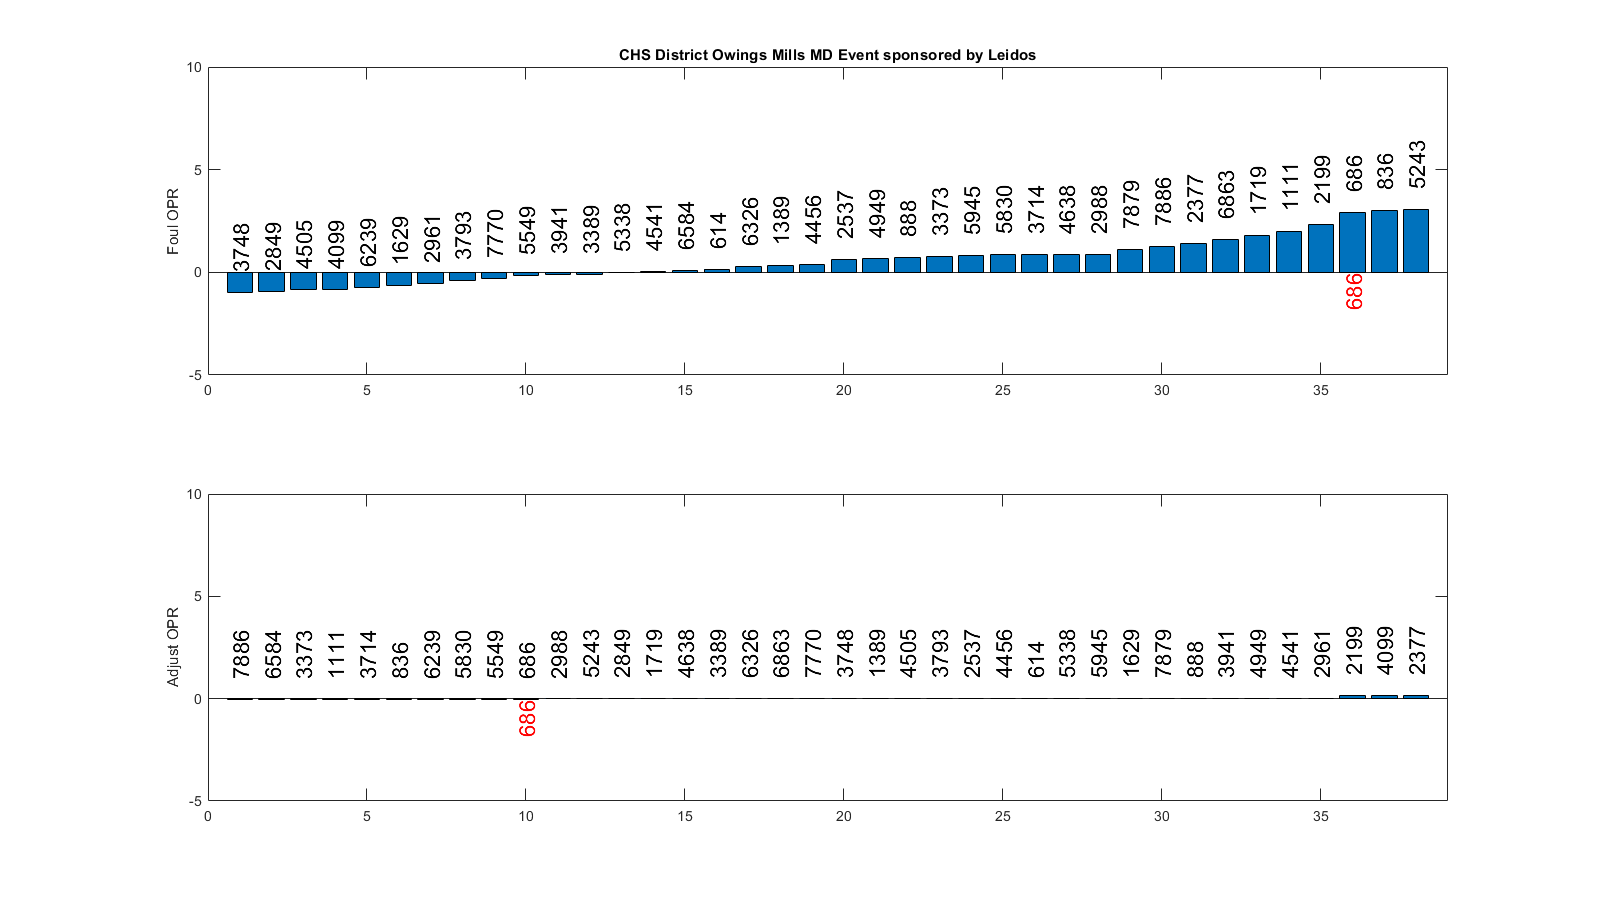 CHS District Owings Mills MD Event sponsored by Leidos
Foul OPR
10
5
0
-5
3748 2849 4505 4099 6239 1629 2961 3793 7770 5549 3941 3389 5338 4541 6584 614 6326 1389 4456 2537 4949 888 3373 5945 5830 3714 4638 2988 7879 7886 2377 6863 1719 1111 2199 686 836 5243
686
0 5 10 15 20 25 30 35
Adjust OPR
10
5
0
-5
7886 6584 3373 1111 3714 836 6239 5830 5549 686 2988 5243 2849 1719 4638 3389 6326 6863 7770 3748 1389 4505 3793 2537 4456 614 5338 5945 1629 7879 888 3941 4949 4541 2961 2199 4099 2377
686
0 5 10 15 20 25 30 35